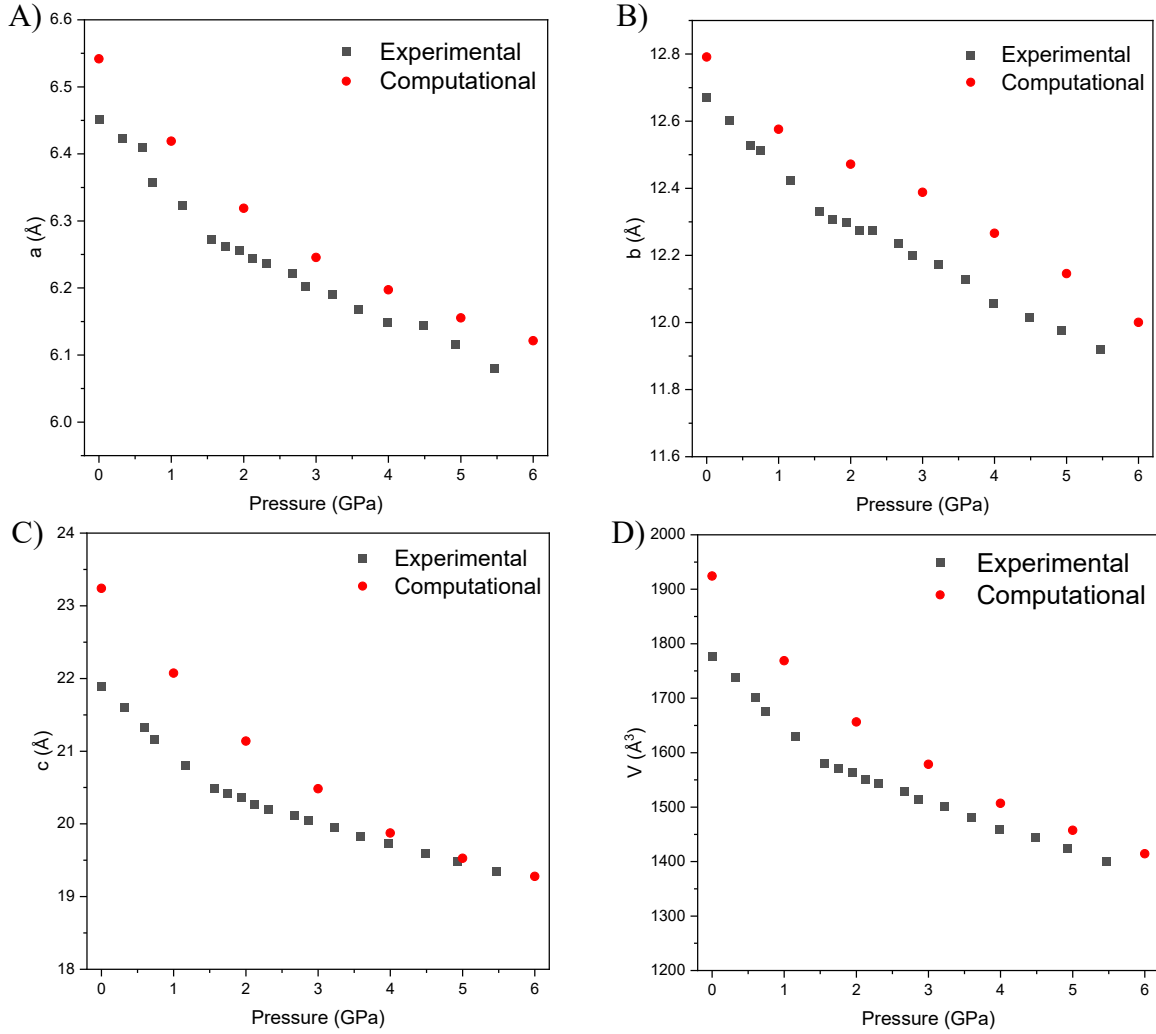 A)
6.6
6.5
6.4
6.3
6.2
6.1
6.0
a (Å)
0 1 2 3 4 5 6
Pressure (GPa)
Experimental
Computational
B)
12.8
12.6
12.4
12.2
12.0
11.8
11.6
b (Å)
0 1 2 3 4 5 6
Pressure (GPa)
Experimental
Computational
C)
24
23
22
21
20
19
18
c (Å)
0 1 2 3 4 5 6
Pressure (GPa)
Experimental
Computational
D)
2000
1900
1800
1700
1600
1500
1400
1300
1200
V (Å³)
0 1 2 3 4 5 6
Pressure (GPa)
Experimental
Computational